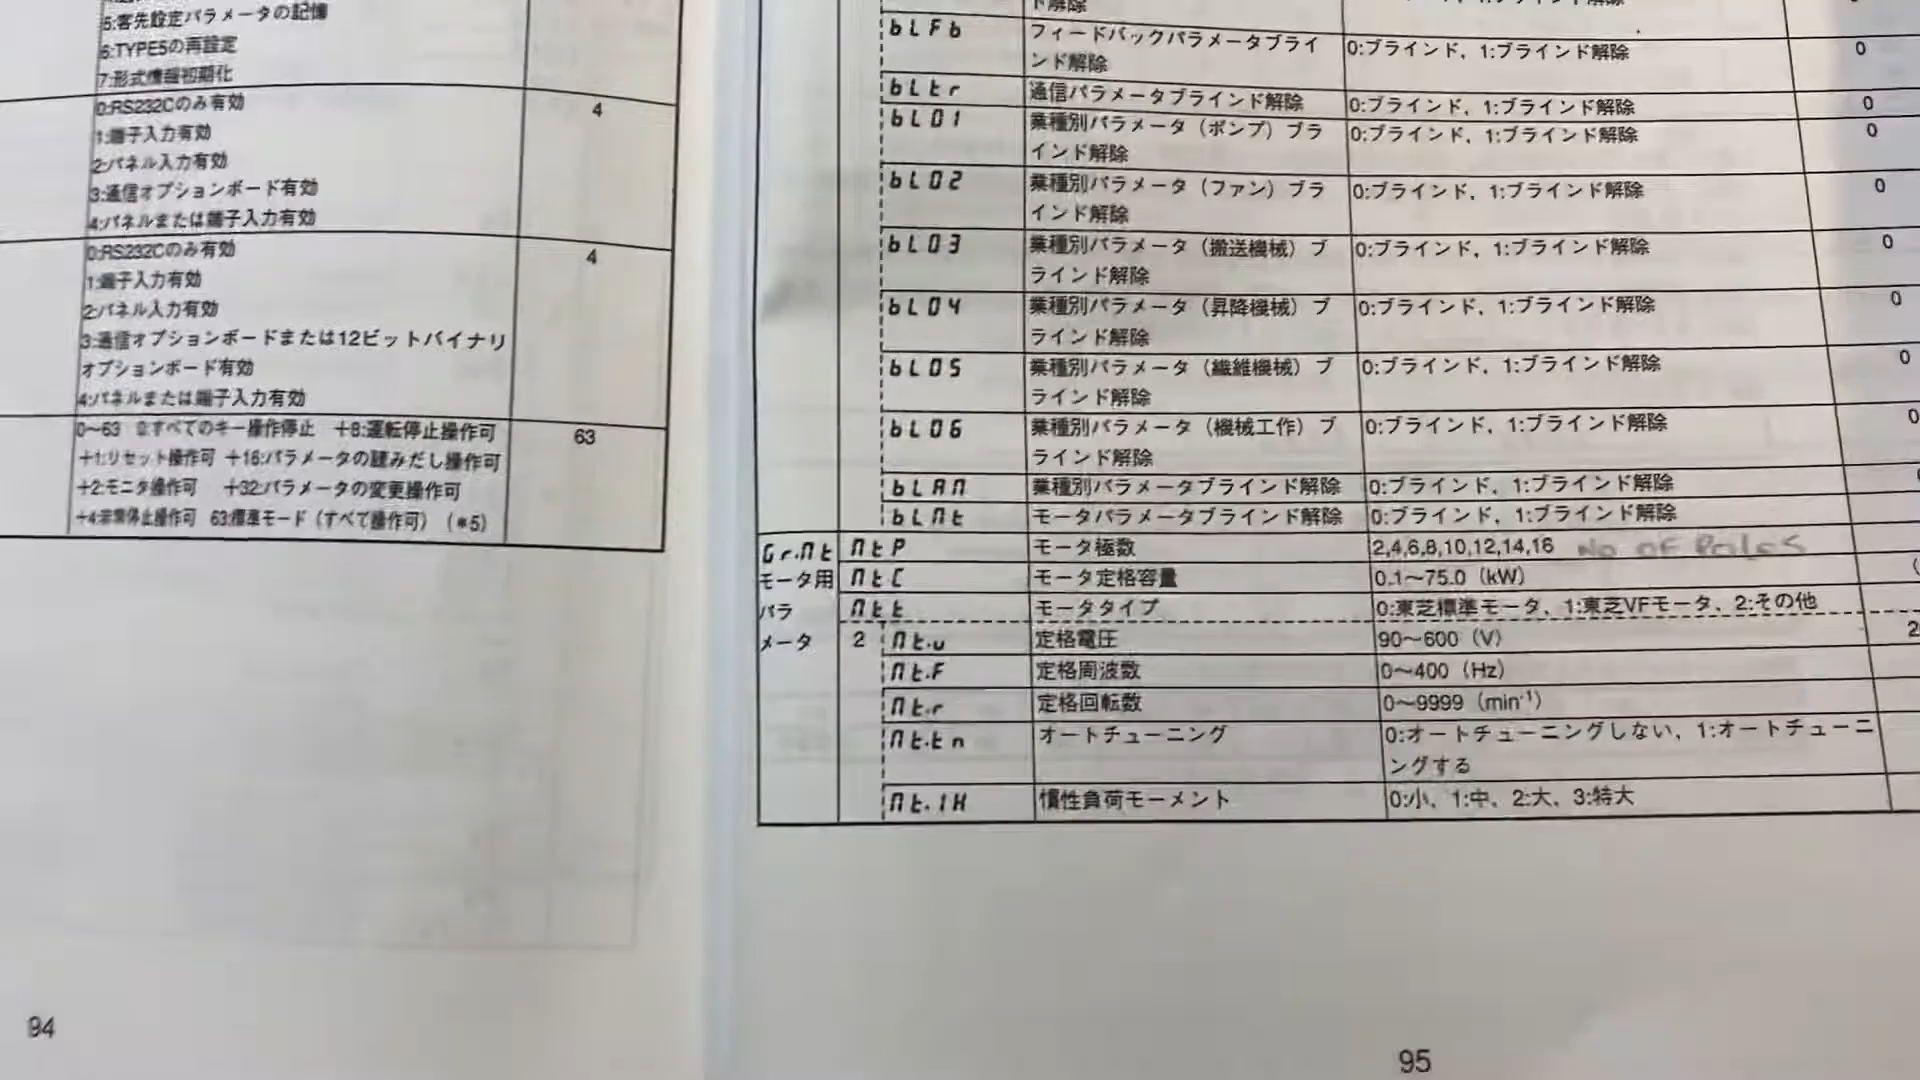 5:客先設定パラメータの記憶
6:TYPE5の再設定
7:形式情報初期化
0:RS232Cのみ有効 4
1:端子入力有効
2:パネル入力有効
3:通信オプションボード有効
4:パネルまたは端子入力有効
0:RS232Cのみ有効 4
1:端子入力有効
2:パネル入力有効
3:通信オプションボードまたは12ビットバイナリ
オプションボード有効
4:パネルまたは端子入力有効
0〜63 0:すべてのキー操作停止 +8:運転停止操作可 63
+1:リセット操作可 +16:パラメータの読みだし操作可
+2:モニタ操作可 +32:パラメータの変更操作可
+4:非常停止操作可 63:標準モード(すべて操作可) (*5)
94
ド解除
bLFb フィードバックパラメータブライ 0:ブラインド、1:ブラインド解除 0
ンド解除
bLtr 通信パラメータブラインド解除 0:ブラインド、1:ブラインド解除 0
bL01 業種別パラメータ(ポンプ)ブラ 0:ブラインド、1:ブラインド解除 0
インド解除
bL02 業種別パラメータ(ファン)ブラ 0:ブラインド、1:ブラインド解除 0
インド解除
bL03 業種別パラメータ(搬送機械)ブ 0:ブラインド、1:ブラインド解除 0
ラインド解除
bL04 業種別パラメータ(昇降機械)ブ 0:ブラインド、1:ブラインド解除 0
ラインド解除
bL05 業種別パラメータ(繊維機械)ブ 0:ブラインド、1:ブラインド解除 0
ラインド解除
bL06 業種別パラメータ(機械工作)ブ 0:ブラインド、1:ブラインド解除 0
ラインド解除
bLAM 業種別パラメータブラインド解除 0:ブラインド、1:ブラインド解除
bLMt モータパラメータブラインド解除 0:ブラインド、1:ブラインド解除
Gr.Mt MtP モータ極数 2,4,6,8,10,12,14,16 No OF Poles
モータ用 MtC モータ定格容量 0.1〜75.0(kW)
パラ Mtt モータタイプ 0:東芝標準モータ、1:東芝VFモータ、2:その他
メータ 2 Mt.u 定格電圧 90〜600(V) 2
Mt.F 定格周波数 0〜400(Hz)
Mt.r 定格回転数 0〜9999(min⁻¹)
Mt.tn オートチューニング 0:オートチューニングしない、1:オートチューニ
ングする
Mt.IH 慣性負荷モーメント 0:小、1:中、2:大、3:特大
95